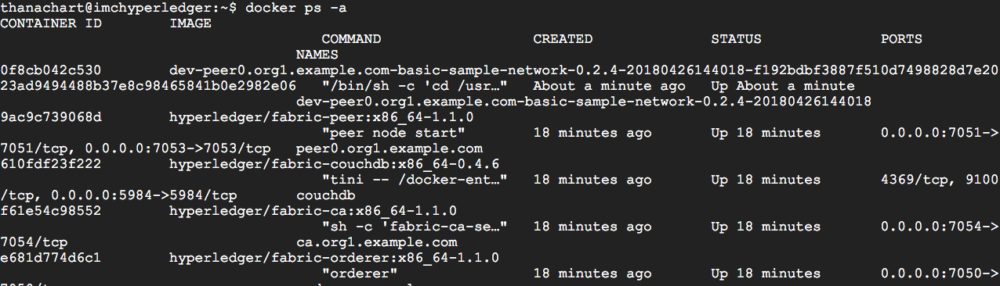 thanachart@imchyperledger:~$ docker ps -a
CONTAINER ID        IMAGE
COMMAND                  CREATED              STATUS              PORTS
NAMES
0f8cb042c530        dev-peer0.org1.example.com-basic-sample-network-0.2.4-20180426144018-f192bdbf3887f510d7498828d7e20
23ad9494488b37e8c98465841b0e2982e06   "/bin/sh -c 'cd /usr…"   About a minute ago   Up About a minute
dev-peer0.org1.example.com-basic-sample-network-0.2.4-20180426144018
9ac9c739068d        hyperledger/fabric-peer:x86_64-1.1.0
"peer node start"        18 minutes ago       Up 18 minutes       0.0.0.0:7051->
7051/tcp, 0.0.0.0:7053->7053/tcp   peer0.org1.example.com
610fdf23f222        hyperledger/fabric-couchdb:x86_64-0.4.6
"tini -- /docker-ent…"   18 minutes ago       Up 18 minutes       4369/tcp, 9100
/tcp, 0.0.0.0:5984->5984/tcp       couchdb
f61e54c98552        hyperledger/fabric-ca:x86_64-1.1.0
"sh -c 'fabric-ca-se…"   18 minutes ago       Up 18 minutes       0.0.0.0:7054->
7054/tcp                           ca.org1.example.com
e681d774d6c1        hyperledger/fabric-orderer:x86_64-1.1.0
"orderer"                18 minutes ago       Up 18 minutes       0.0.0.0:7050->